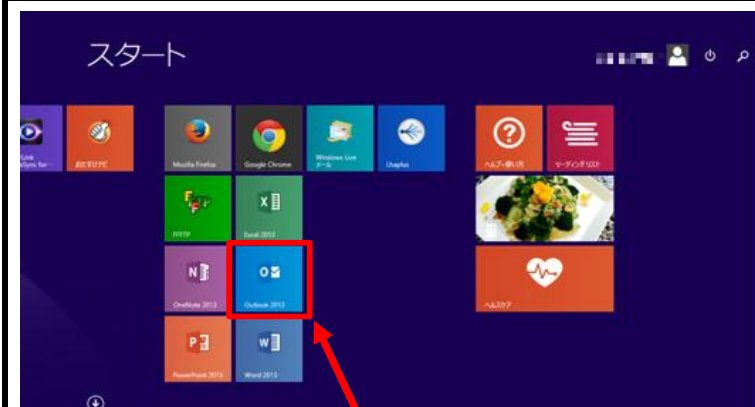 スタート
Mozilla Firefox
Google Chrome
Windows Live
メール
Lhaplus
ヘルプ+使い方
リーディング リスト
FFFTP
Excel 2013
OneNote 2013
Outlook 2013
ヘルスケア
PowerPoint 2013
Word 2013